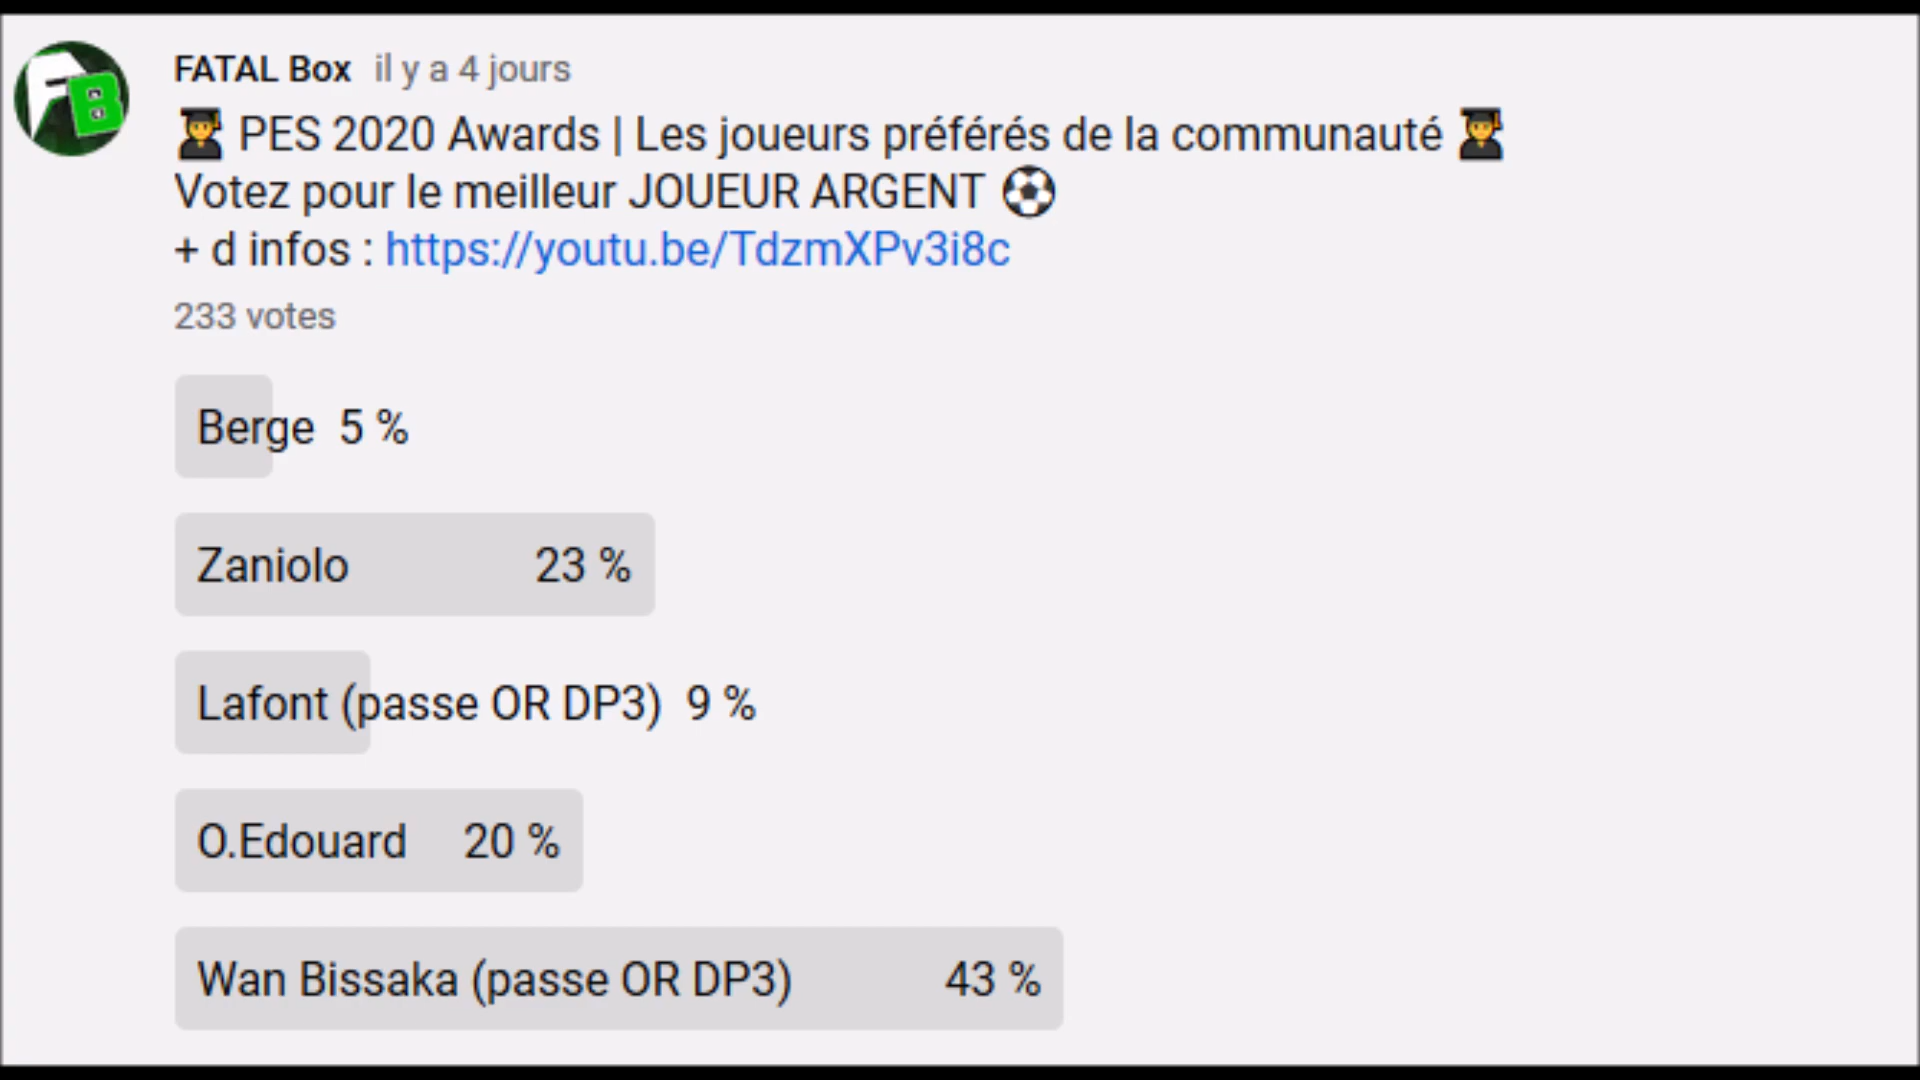 FB
FATAL Box il y a 4 jours
👨‍🎓 PES 2020 Awards | Les joueurs préférés de la communauté 👨‍🎓
Votez pour le meilleur JOUEUR ARGENT ⚽
+ d infos : https://youtu.be/TdzmXPv3i8c
233 votes
Berge 5 %
Zaniolo 23 %
Lafont (passe OR DP3) 9 %
O.Edouard 20 %
Wan Bissaka (passe OR DP3) 43 %